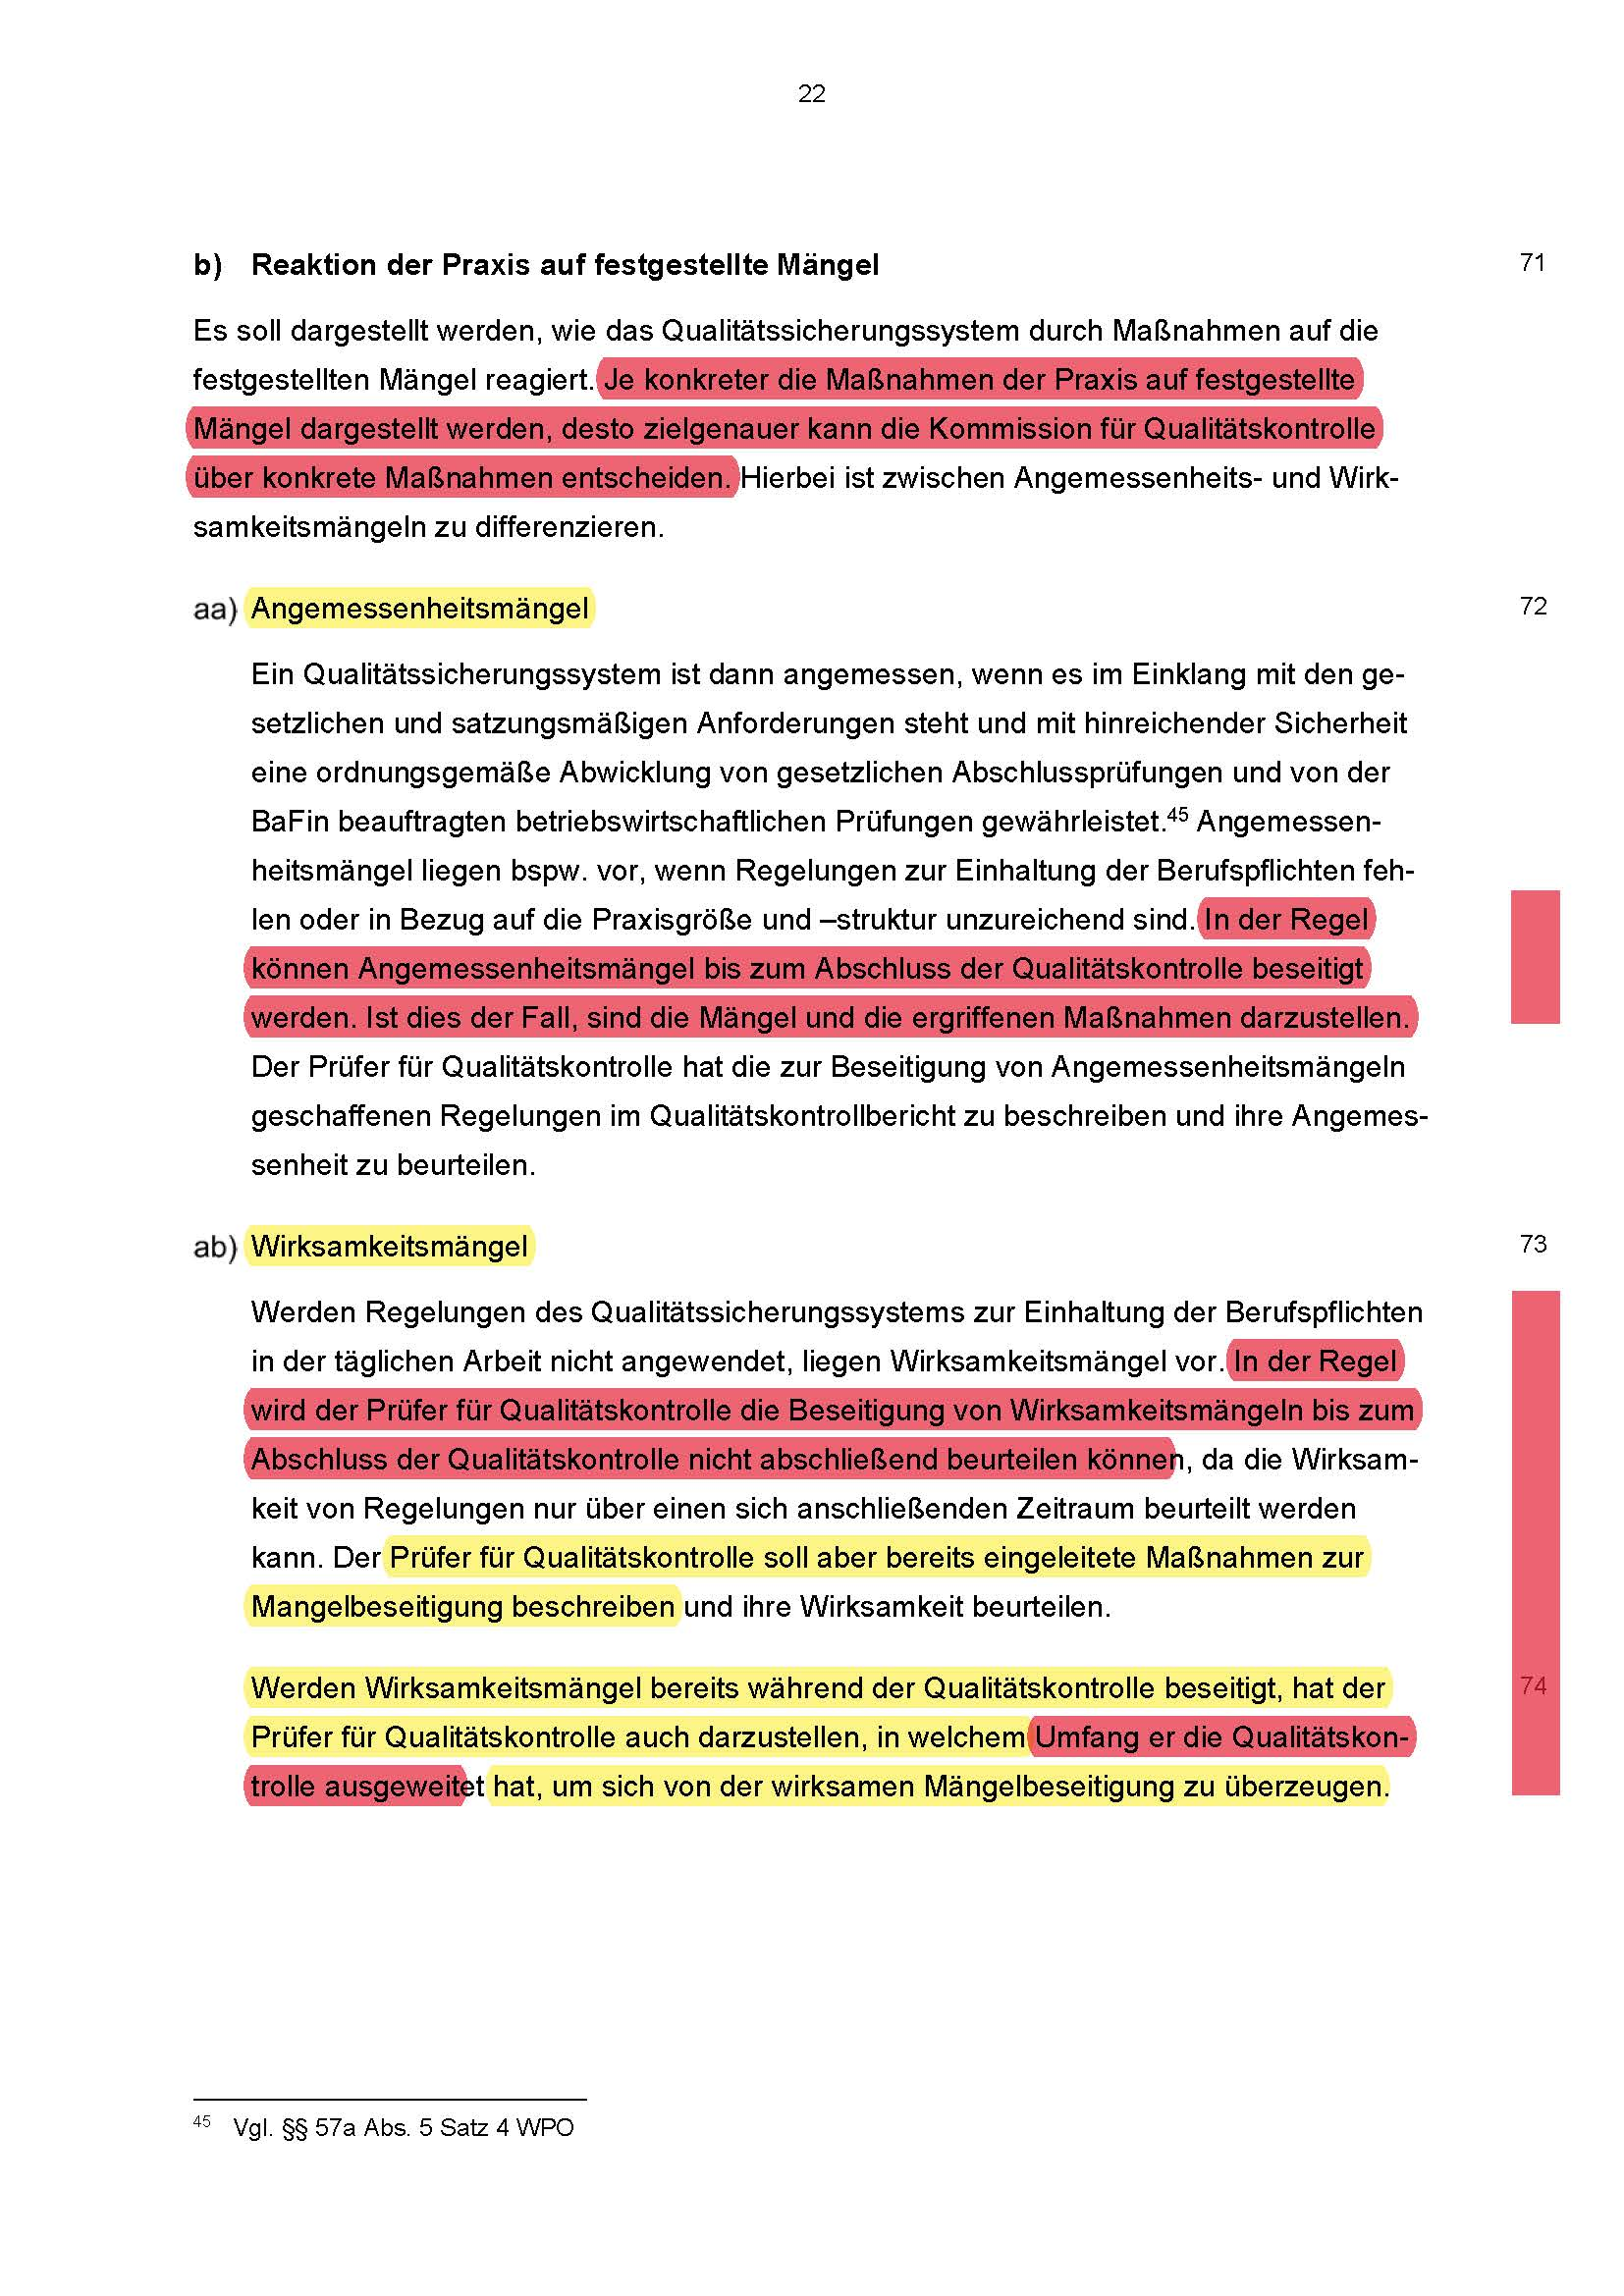 22
b) Reaktion der Praxis auf festgestellte Mängel 71
Es soll dargestellt werden, wie das Qualitätssicherungssystem durch Maßnahmen auf die
festgestellten Mängel reagiert. Je konkreter die Maßnahmen der Praxis auf festgestellte
Mängel dargestellt werden, desto zielgenauer kann die Kommission für Qualitätskontrolle
über konkrete Maßnahmen entscheiden. Hierbei ist zwischen Angemessenheits- und Wirk-
samkeitsmängeln zu differenzieren.
aa) Angemessenheitsmängel 72
Ein Qualitätssicherungssystem ist dann angemessen, wenn es im Einklang mit den ge-
setzlichen und satzungsmäßigen Anforderungen steht und mit hinreichender Sicherheit
eine ordnungsgemäße Abwicklung von gesetzlichen Abschlussprüfungen und von der
BaFin beauftragten betriebswirtschaftlichen Prüfungen gewährleistet.45 Angemessen-
heitsmängel liegen bspw. vor, wenn Regelungen zur Einhaltung der Berufspflichten feh-
len oder in Bezug auf die Praxisgröße und –struktur unzureichend sind. In der Regel
können Angemessenheitsmängel bis zum Abschluss der Qualitätskontrolle beseitigt
werden. Ist dies der Fall, sind die Mängel und die ergriffenen Maßnahmen darzustellen.
Der Prüfer für Qualitätskontrolle hat die zur Beseitigung von Angemessenheitsmängeln
geschaffenen Regelungen im Qualitätskontrollbericht zu beschreiben und ihre Angemes-
senheit zu beurteilen.
ab) Wirksamkeitsmängel 73
Werden Regelungen des Qualitätssicherungssystems zur Einhaltung der Berufspflichten
in der täglichen Arbeit nicht angewendet, liegen Wirksamkeitsmängel vor. In der Regel
wird der Prüfer für Qualitätskontrolle die Beseitigung von Wirksamkeitsmängeln bis zum
Abschluss der Qualitätskontrolle nicht abschließend beurteilen können, da die Wirksam-
keit von Regelungen nur über einen sich anschließenden Zeitraum beurteilt werden
kann. Der Prüfer für Qualitätskontrolle soll aber bereits eingeleitete Maßnahmen zur
Mangelbeseitigung beschreiben und ihre Wirksamkeit beurteilen.
Werden Wirksamkeitsmängel bereits während der Qualitätskontrolle beseitigt, hat der 74
Prüfer für Qualitätskontrolle auch darzustellen, in welchem Umfang er die Qualitätskon-
trolle ausgeweitet hat, um sich von der wirksamen Mängelbeseitigung zu überzeugen.
45 Vgl. §§ 57a Abs. 5 Satz 4 WPO